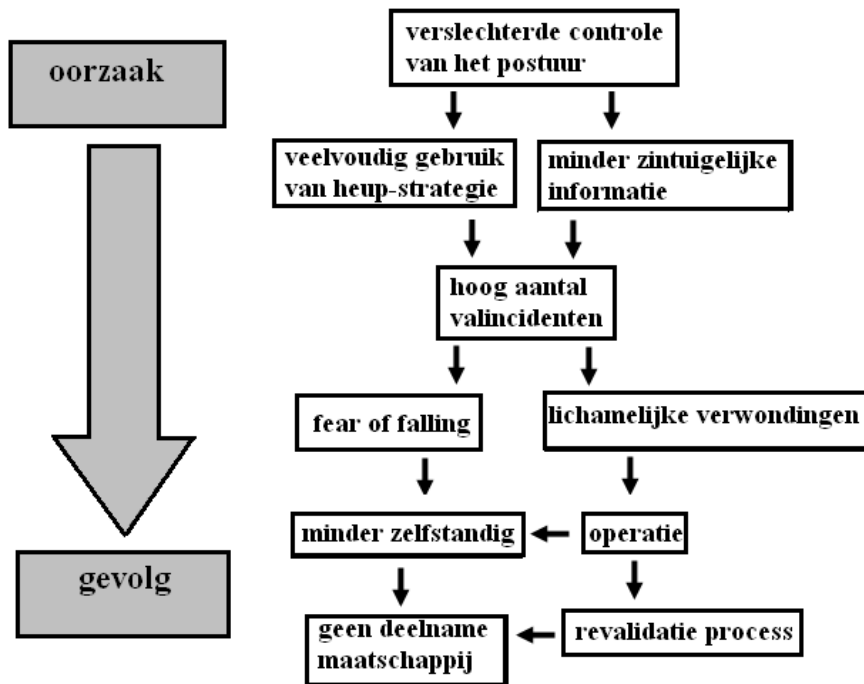 oorzaak
verslechterde controle
van het postuur
veelvoudig gebruik
van heup-strategie
minder zintuigelijke
informatie
hoog aantal
valincidenten
fear of falling
lichamelijke verwondingen
minder zelfstandig
operatie
gevolg
geen deelname
maatschappij
revalidatie process